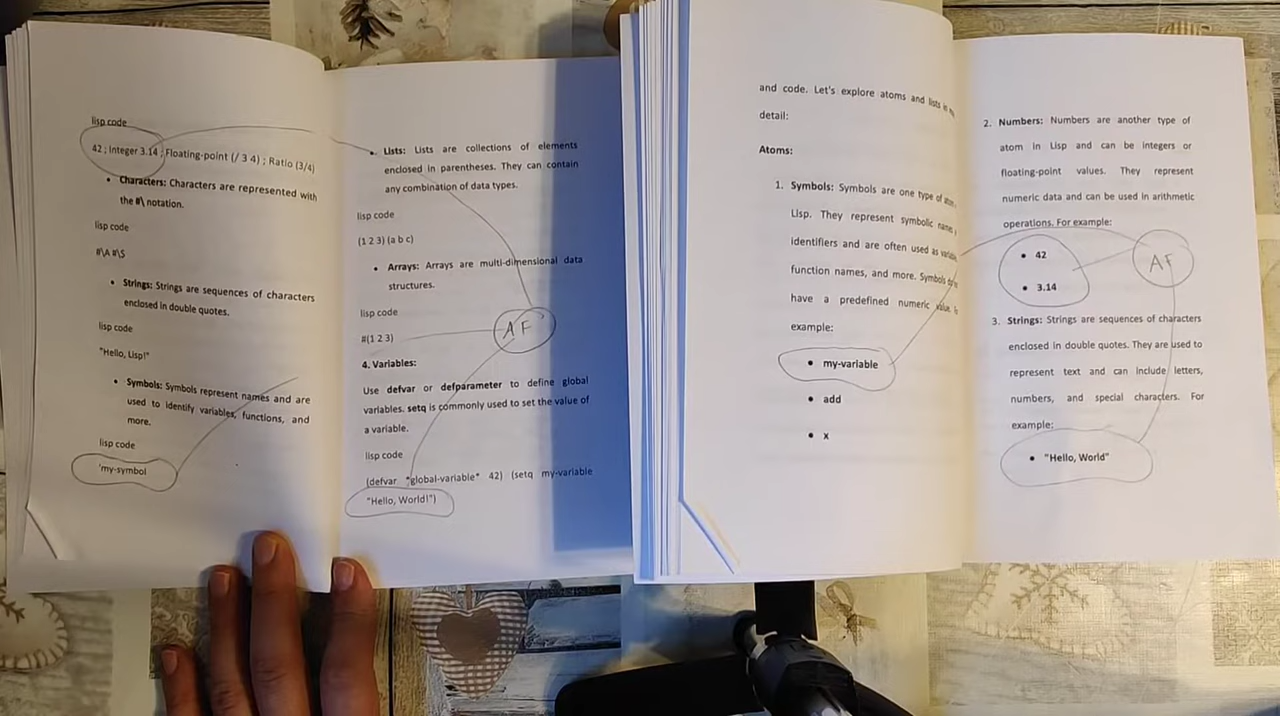 lisp code
42 ; Integer 3.14 ; Floating-point (/ 3 4) ; Ratio (3/4)
• Characters: Characters are represented with
the #\ notation.
lisp code
#\A #\S
• Strings: Strings are sequences of characters
enclosed in double quotes.
lisp code
"Hello, Lisp!"
• Symbols: Symbols represent names and are
used to identify variables, functions, and
more.
lisp code
'my-symbol
• Lists: Lists are collections of elements
enclosed in parentheses. They can contain
any combination of data types.
lisp code
(1 2 3) (a b c)
• Arrays: Arrays are multi-dimensional data
structures.
lisp code
#(1 2 3)
AF
4. Variables:
Use defvar or defparameter to define global
variables. setq is commonly used to set the value of
a variable.
lisp code
(defvar *global-variable* 42) (setq my-variable
"Hello, World!")
and code. Let's explore atoms and lists in
detail:
Atoms:
1. Symbols: Symbols are one type of
Lisp. They represent symbolic names
identifiers and are often used as
function names, and more. Symbols
have a predefined numeric value.
example:
• my-variable
• add
• x
2. Numbers: Numbers are another type of
atom in Lisp and can be integers or
floating-point values. They represent
numeric data and can be used in arithmetic
operations. For example:
• 42
AF
• 3.14
3. Strings: Strings are sequences of characters
enclosed in double quotes. They are used to
represent text and can include letters,
numbers, and special characters. For
example:
• "Hello, World"